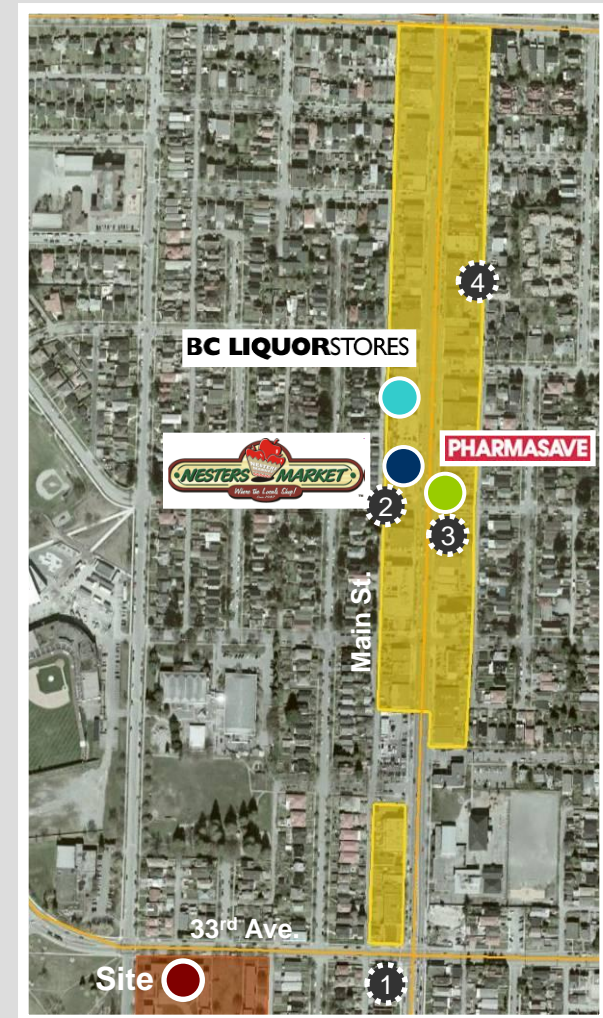 4
BC LIQUORSTORES
PHARMASAVE
NESTERS MARKET
Where the Locals Shop!
2
3
Main St.
33rd Ave.
Site
1